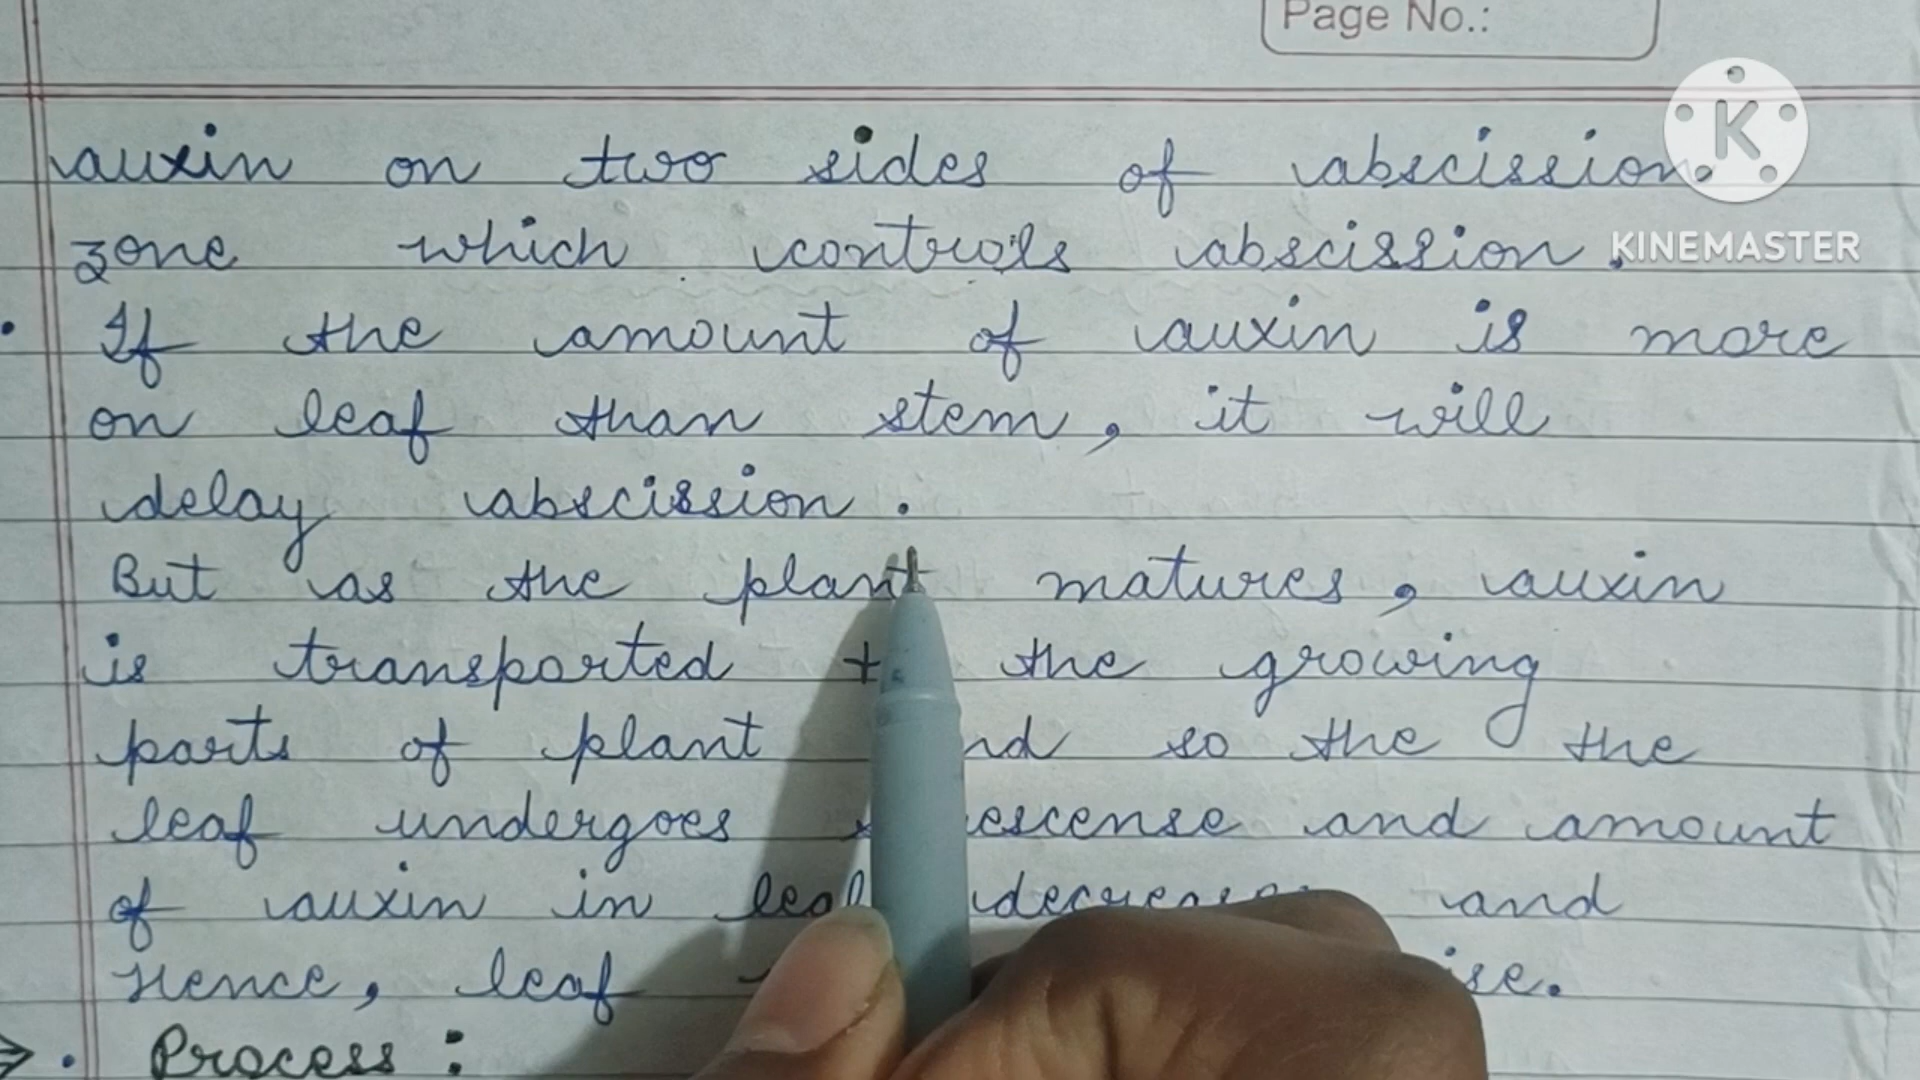 Page No.:
auxin on two sides of abscission
KINEMASTER
zone which controls abscission.
If the amount of auxin is more
on leaf than stem, it will
delay abscission.
But as the plant matures, auxin
is transported the growing
parts of plant so the the
leaf undergoes and amount
of auxin in and
Hence, leaf
Process: